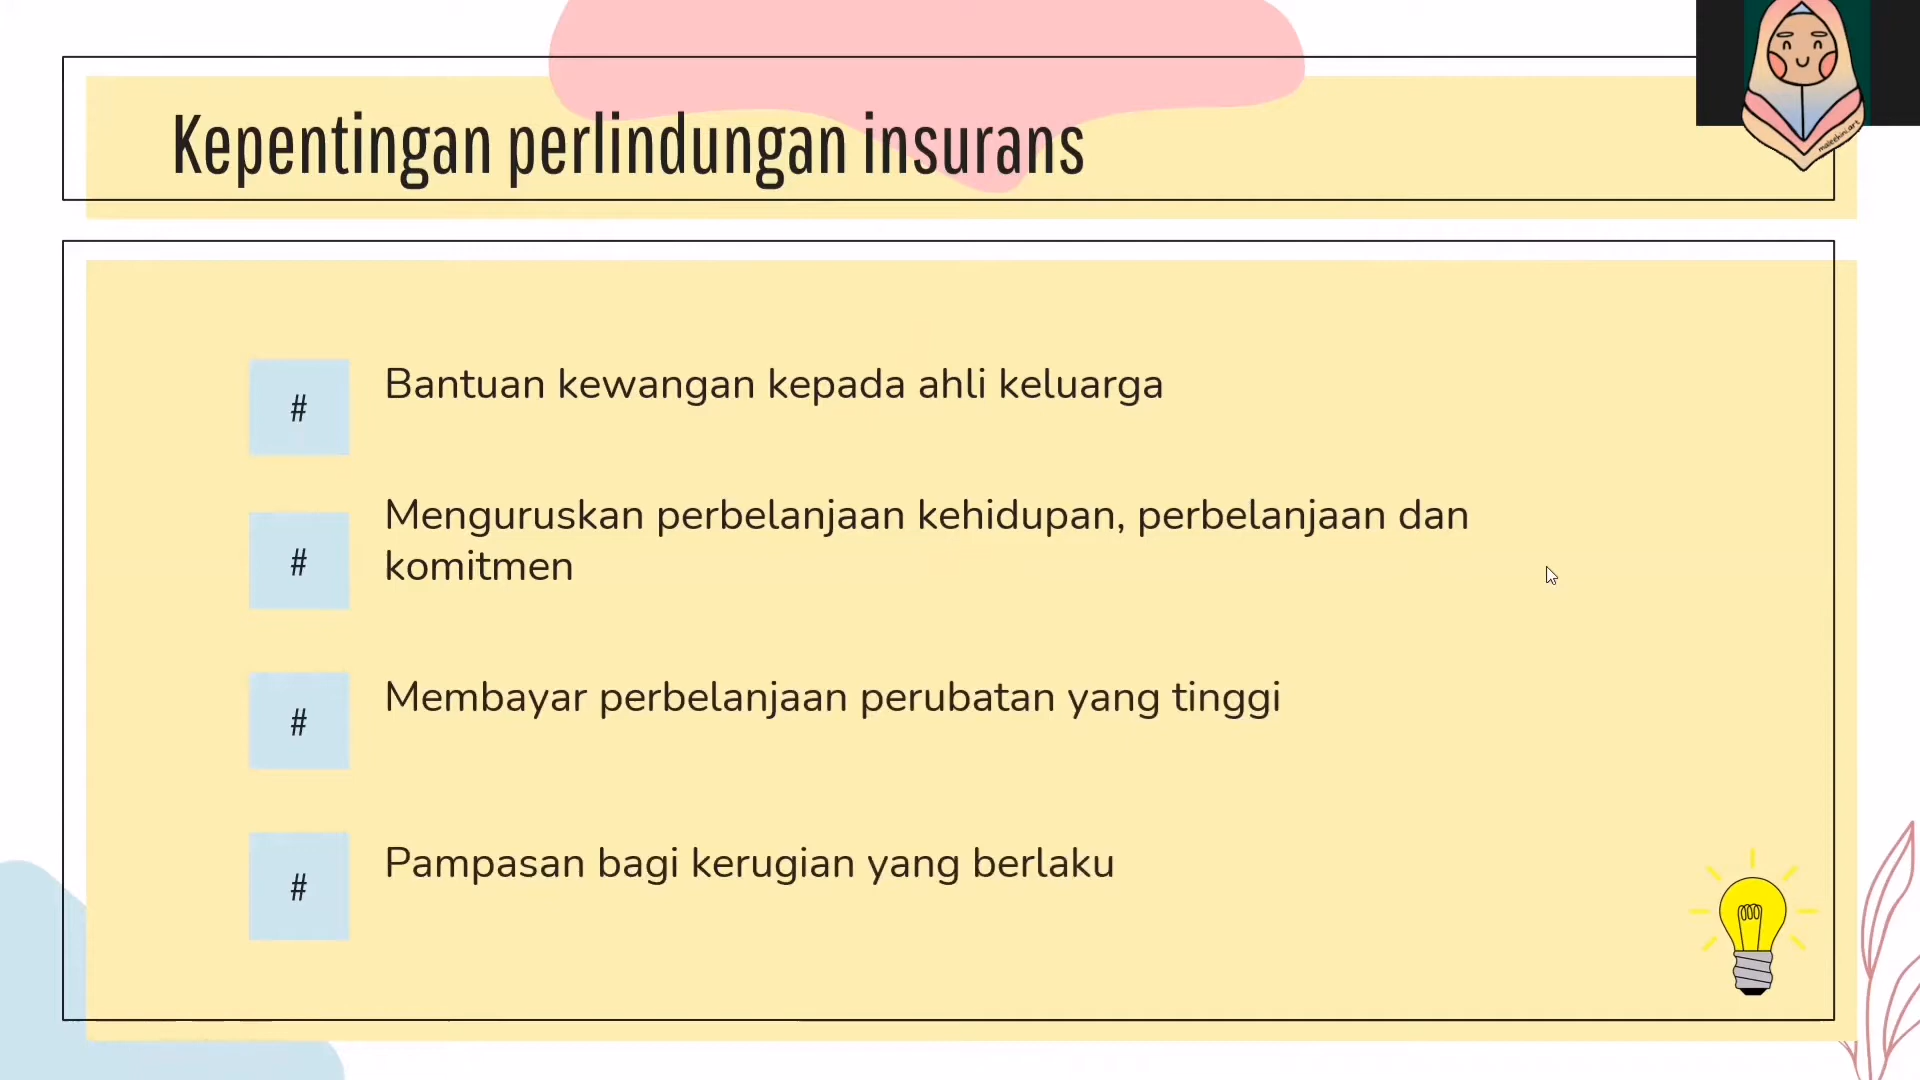 Kepentingan perlindungan insurans
# Bantuan kewangan kepada ahli keluarga
# Menguruskan perbelanjaan kehidupan, perbelanjaan dan
komitmen
# Membayar perbelanjaan perubatan yang tinggi
# Pampasan bagi kerugian yang berlaku